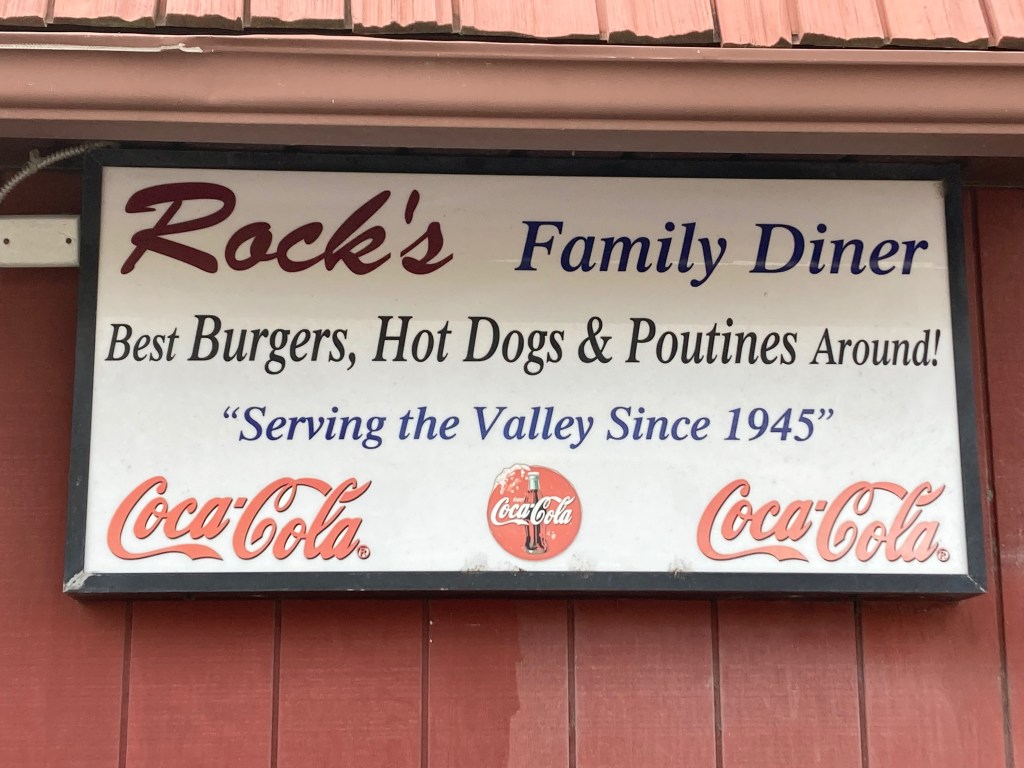 Rock's Family Diner
Best Burgers, Hot Dogs & Poutines Around!
“Serving the Valley Since 1945”
Coca-Cola® Coca-Cola Coca-Cola®